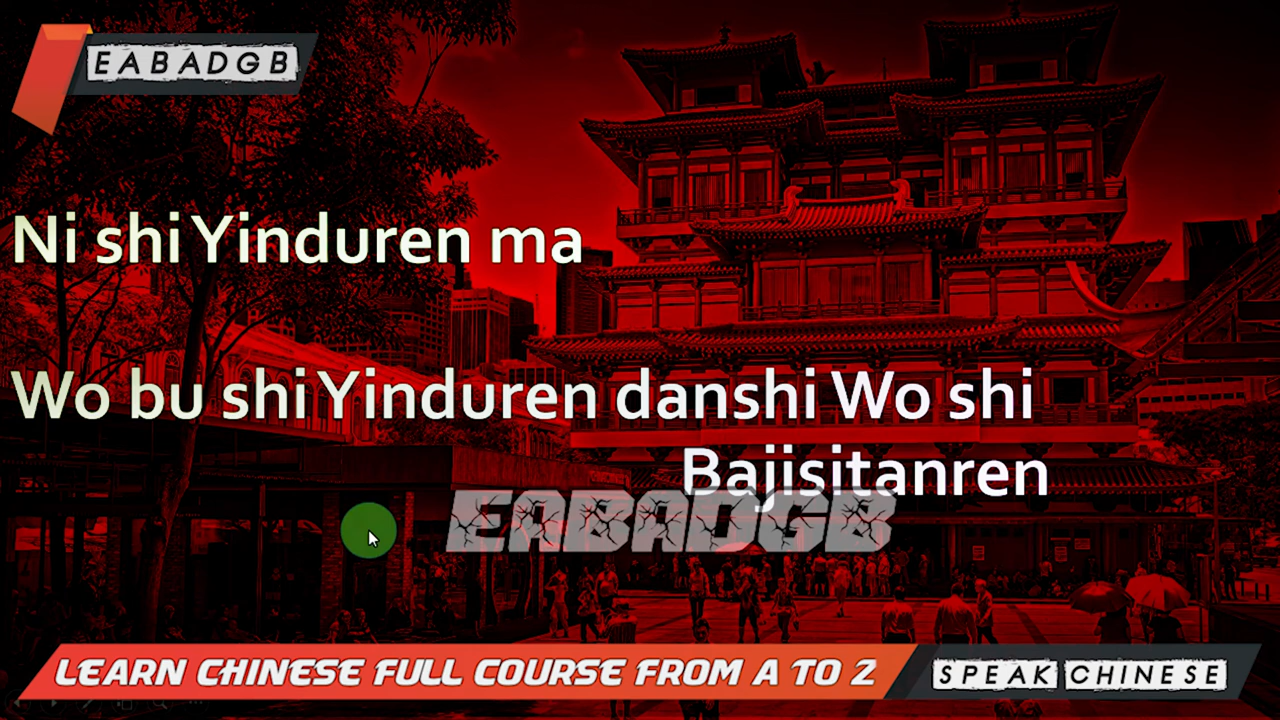 EABADGB
Ni shi Yinduren ma
Wo bu shi Yinduren danshi Wo shi
Bajisitanren
EABADGB
LEARN CHINESE FULL COURSE FROM A TO Z
SPEAK CHINESE